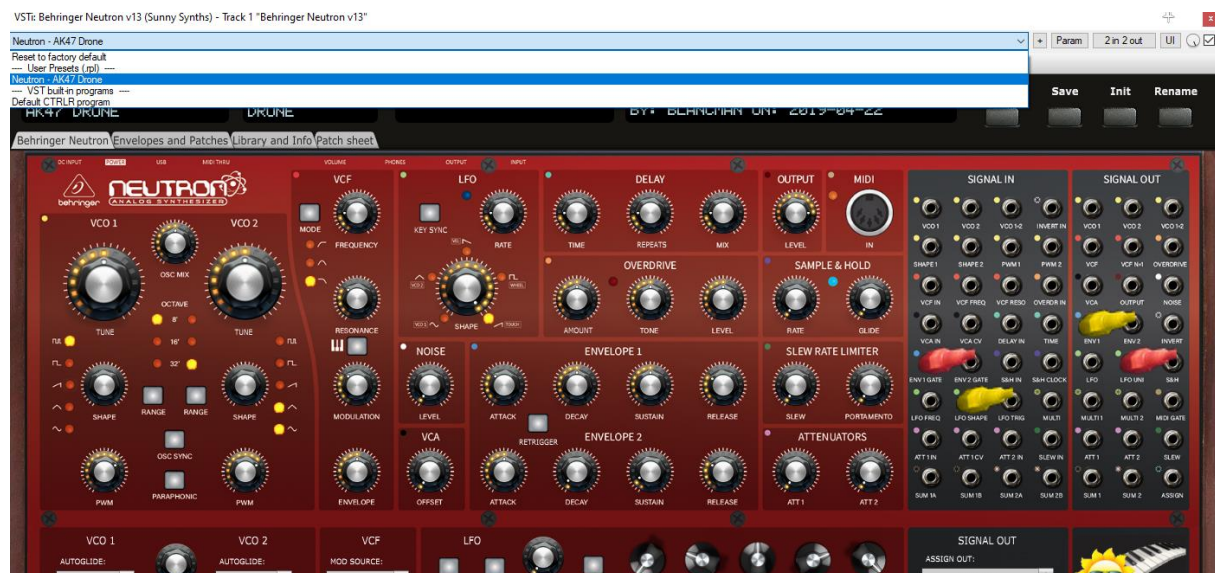 VSTi: Behringer Neutron v13 (Sunny Synths) - Track 1 "Behringer Neutron v13"
x
Neutron - AK47 Drone
+ Param 2 in 2 out UI
Reset to factory default
---- User Presets (.rpl) ----
Neutron - AK47 Drone
---- VST built-in programs ----
Default CTRLR program
Save Init Rename
AK47 DRONE DRONE BY: BLANCMAN ON: 2019-04-22
Behringer Neutron Envelopes and Patches Library and Info Patch sheet
DC INPUT POWER USB MIDI THRU VOLUME PHONES OUTPUT INPUT
behringer NEUTRON
ANALOG SYNTHESIZER
VCO 1 VCO 2
OSC MIX
TUNE TUNE
OCTAVE
8'
16'
32'
SHAPE RANGE RANGE SHAPE
OSC SYNC
PARAPHONIC
PWM PWM
VCF
MODE FREQUENCY
RESONANCE
MODULATION
ENVELOPE
LFO
KEY SYNC RATE
VEL
VCO 2 WHEEL
VCO 1 SHAPE TOUCH
DELAY
TIME REPEATS MIX
OUTPUT
LEVEL
MIDI
IN
OVERDRIVE
AMOUNT TONE LEVEL
SAMPLE & HOLD
RATE GLIDE
NOISE
LEVEL
ENVELOPE 1
ATTACK DECAY SUSTAIN RELEASE
RETRIGGER
SLEW RATE LIMITER
SLEW PORTAMENTO
VCA
OFFSET
ENVELOPE 2
ATTACK DECAY SUSTAIN RELEASE
ATTENUATORS
ATT 1 ATT 2
SIGNAL IN
VCO 1 VCO 2 VCO 1-2 INVERT IN
SHAPE 1 SHAPE 2 PWM 1 PWM 2
VCF IN VCF FREQ VCF RESO OVERDR IN
VCA IN VCA CV DELAY IN TIME
ENV 1 GATE ENV 2 GATE S&H IN S&H CLOCK
LFO FREQ LFO SHAPE LFO TRIG MULTI
ATT 1 IN ATT 1 CV ATT 2 IN SLEW IN
SUM 1A SUM 1B SUM 2A SUM 2B
SIGNAL OUT
VCO 1 VCO 2 VCO 1-2
VCF VCF N+1 OVERDRIVE
VCA OUTPUT NOISE
ENV 1 ENV 2 INVERT
LFO LFO UNI S&H
MULTI 1 MULTI 2 MIDI GATE
ATT 1 ATT 2 SLEW
SUM 1 SUM 2 ASSIGN
VCO 1 VCO 2 VCF LFO SIGNAL OUT
AUTOGLIDE: AUTOGLIDE: MOD SOURCE: ASSIGN OUT: